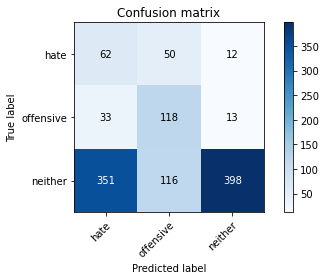 Confusion matrix
hate 62 50 12
offensive 33 118 13
neither 351 116 398
hate offensive neither
True label
Predicted label
350
300
250
200
150
100
50